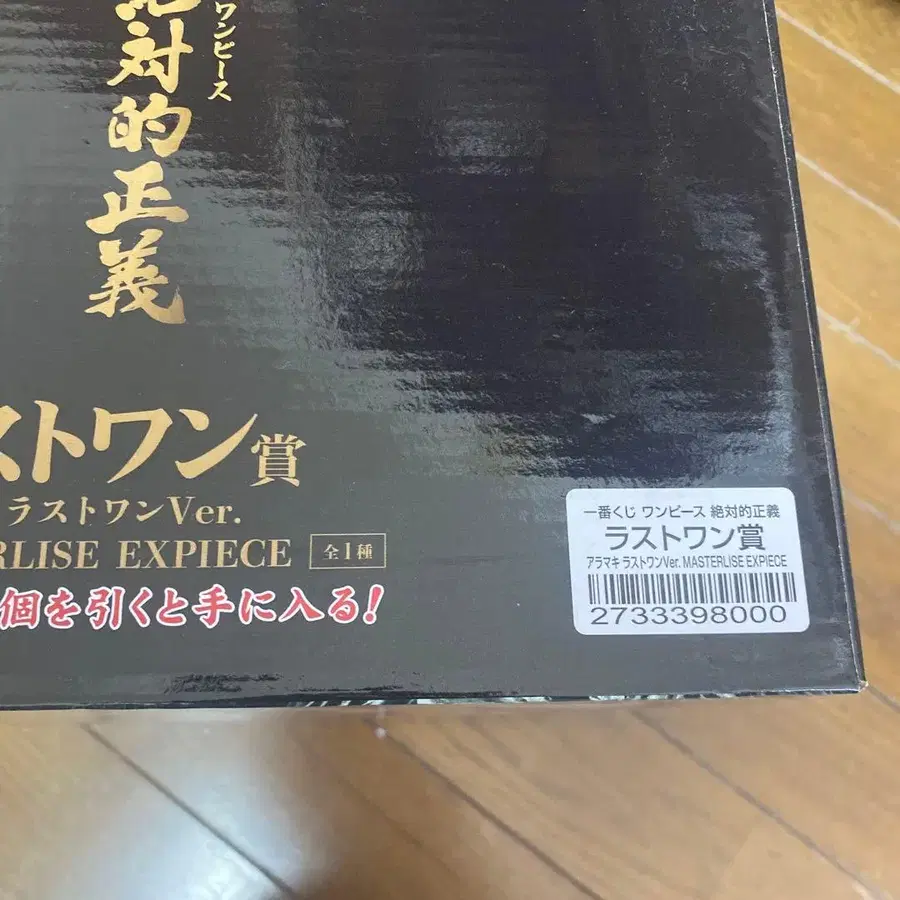 ワンピース
絶対的正義
ストワン賞
ラストワンVer.
RLISE EXPIECE 全1種
個を引くと手に入る!
一番くじ ワンピース 絶対的正義
ラストワン賞
アラマキ ラストワンVer. MASTERLISE EXPIECE
2733398000